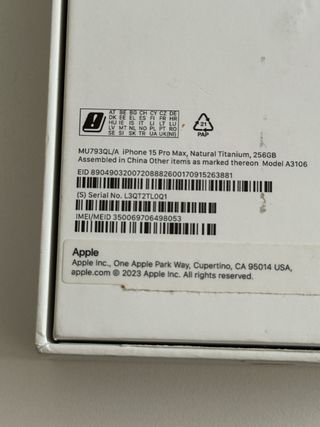 AT BE BG CH CY CZ DE
DK EE EL ES FI FR HR
HU IE IS IT LI LT LU
LV MT NL NO PL PT RO
SE SI SK TR UA UK(NI)
21
PAP
MU793QL/A iPhone 15 Pro Max, Natural Titanium, 256GB
Assembled in China Other items as marked thereon Model A3106
EID 89049032007208882600170915263881
(S) Serial No. L3QT2TL0Q1
IMEI/MEID 350069706498053
Apple
Apple Inc., One Apple Park Way, Cupertino, CA 95014 USA,
apple.com © 2023 Apple Inc. All rights reserved.